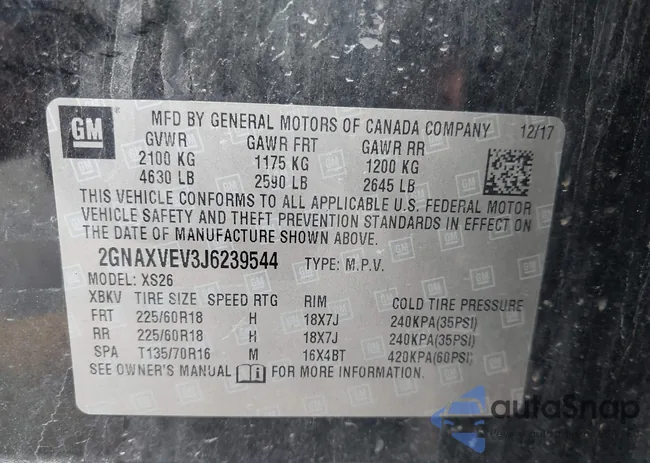 GM
MFD BY GENERAL MOTORS OF CANADA COMPANY 12/17
GVWR GAWR FRT GAWR RR
2100 KG 1175 KG 1200 KG
4630 LB 2590 LB 2645 LB
THIS VEHICLE CONFORMS TO ALL APPLICABLE U.S. FEDERAL MOTOR
VEHICLE SAFETY AND THEFT PREVENTION STANDARDS IN EFFECT ON
THE DATE OF MANUFACTURE SHOWN ABOVE.
2GNAXVEV3J6239544 TYPE: M.P.V.
MODEL: XS26
XBKV TIRE SIZE SPEED RTG RIM COLD TIRE PRESSURE
FRT 225/60R18 H 18X7J 240KPA(35PSI)
RR 225/60R18 H 18X7J 240KPA(35PSI)
SPA T135/70R16 M 16X4BT 420KPA(60PSI)
SEE OWNER'S MANUAL i FOR MORE INFORMATION.
autoSnap